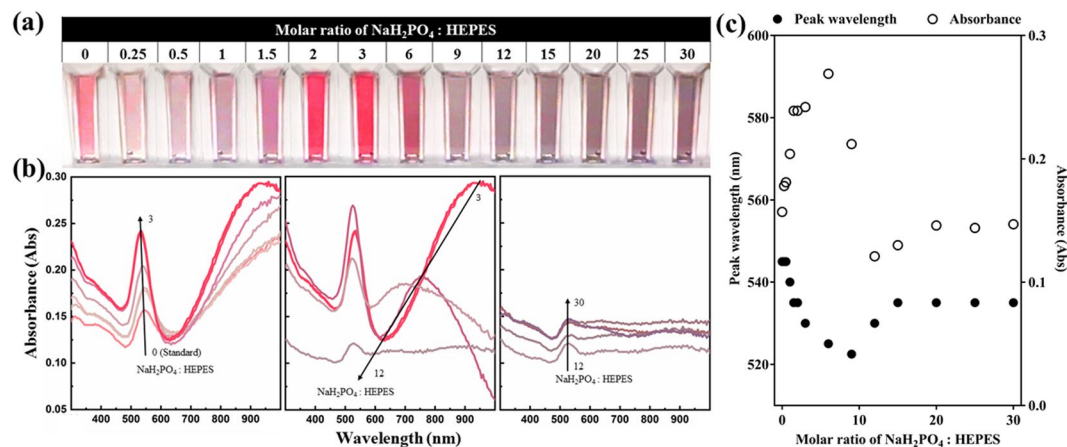 (a)
Molar ratio of NaH₂PO₄ : HEPES
0 0.25 0.5 1 1.5 2 3 6 9 12 15 20 25 30
(b)
Absorbance (Abs)
0.30
0.25
0.20
0.15
0.10
0.05
3
0 (Standard)
NaH₂PO₄ : HEPES
3
12
NaH₂PO₄ : HEPES
30
12
NaH₂PO₄ : HEPES
400 500 600 700 800 900
400 500 600 700 800 900
400 500 600 700 800 900
Wavelength (nm)
(c)
Peak wavelength Absorbance
Peak wavelength (nm)
600
580
560
540
520
0.3
0.2
0.1
0.0
Absorbance (Abs)
0 10 20 30
Molar ratio of NaH₂PO₄ : HEPES